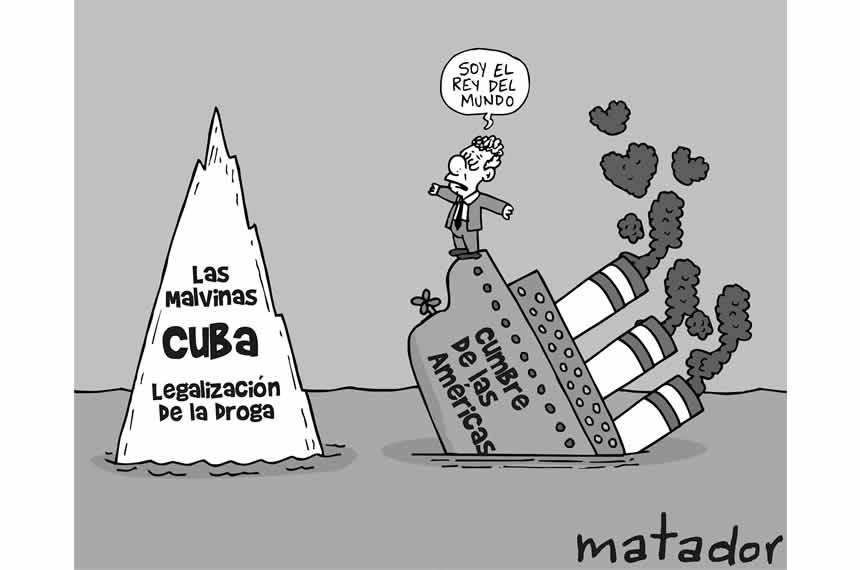 SOY EL
REY DEL
MUNDO
Las
Malvinas
CUBA
Legalización
De la Droga
Cumbre
De las
Américas
matador